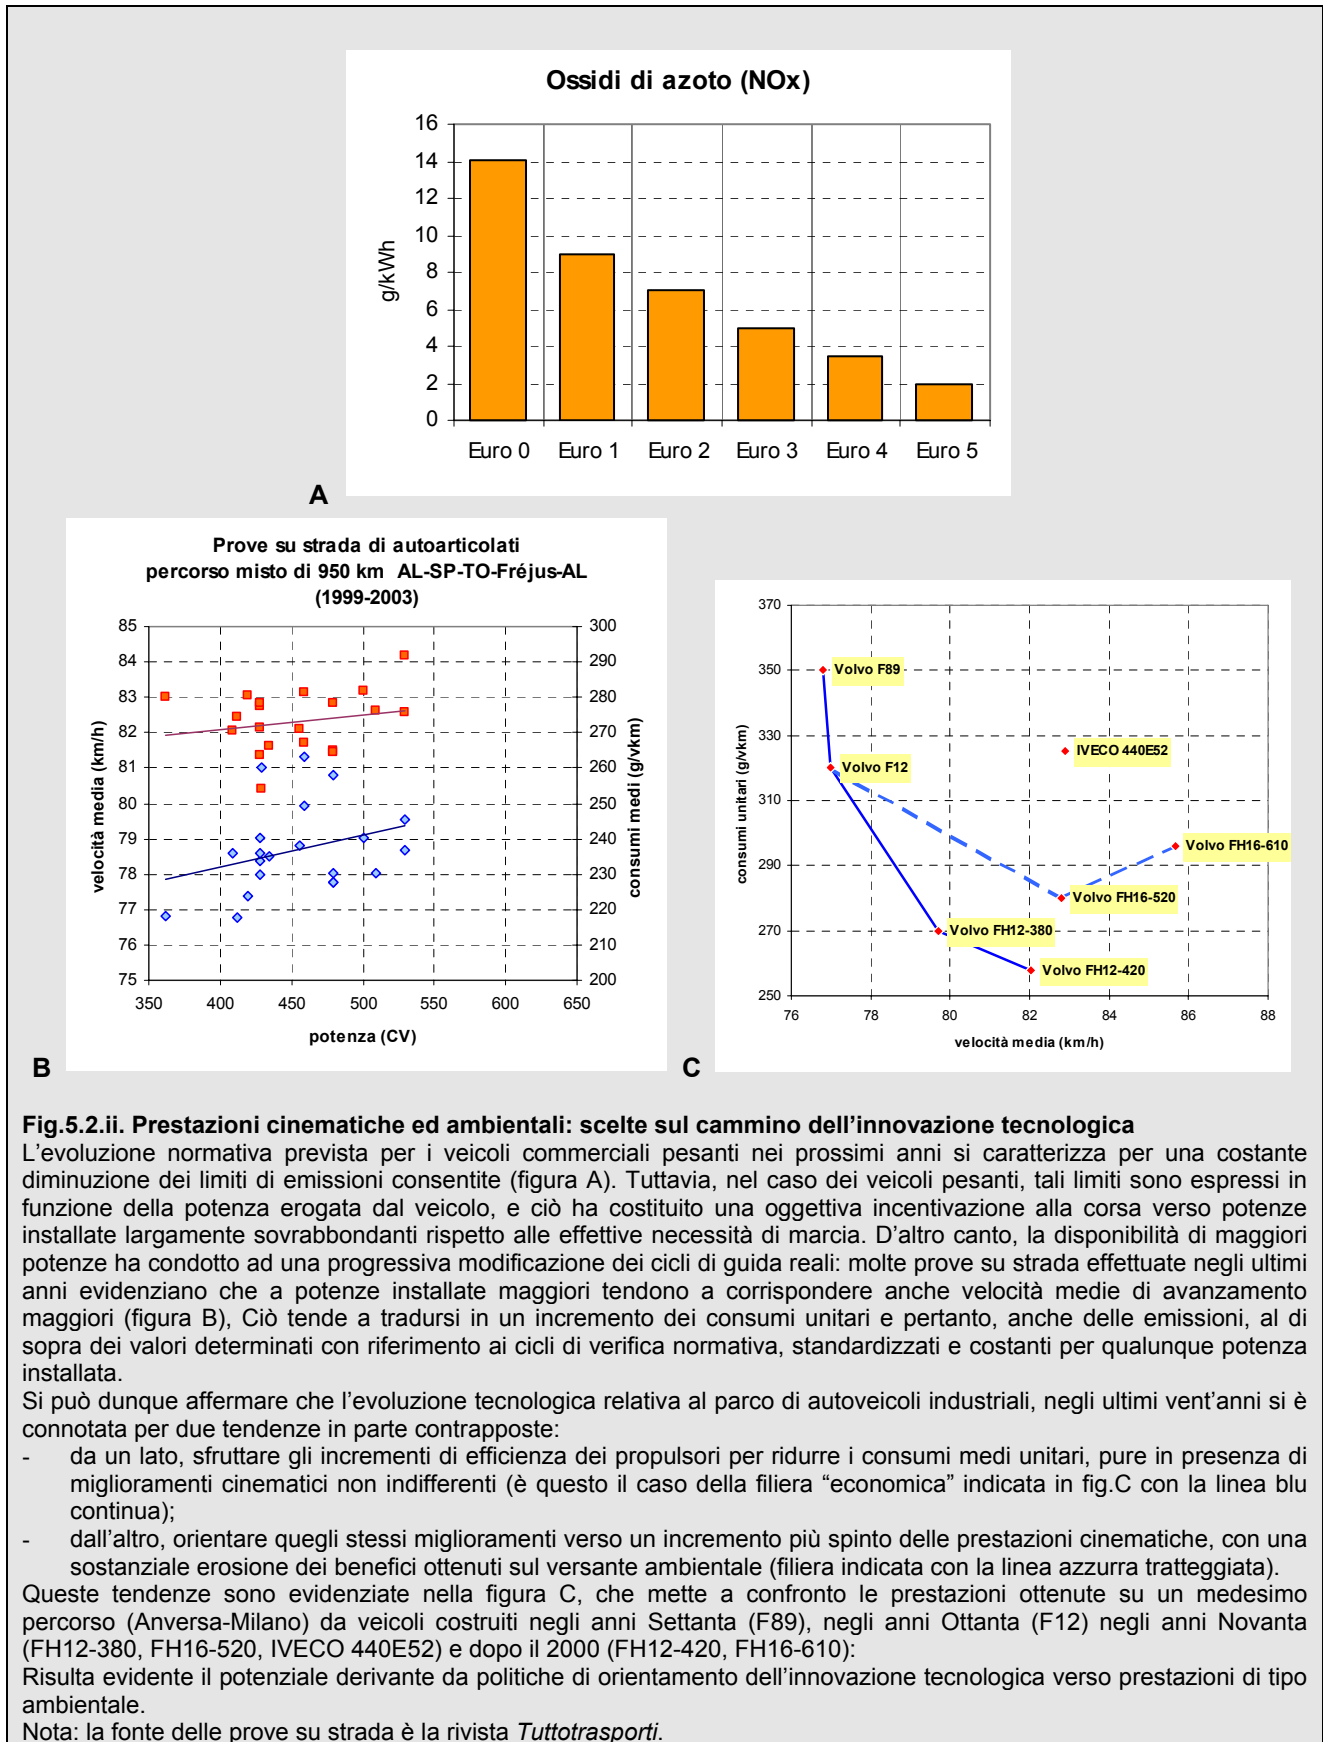 Ossidi di azoto (NOx)
16
14
12
10
8
6
4
2
0
g/kWh
Euro 0 Euro 1 Euro 2 Euro 3 Euro 4 Euro 5
A
Prove su strada di autoarticolati
percorso misto di 950 km AL-SP-TO-Fréjus-AL
(1999-2003)
85
84
83
82
81
80
79
78
77
76
75
velocità media (km/h)
300
290
280
270
260
250
240
230
220
210
200
consumi medi (g/vkm)
350 400 450 500 550 600 650
potenza (CV)
B
370
350
330
310
290
270
250
consumi unitari (g/vkm)
Volvo F89
IVECO 440E52
Volvo F12
Volvo FH16-610
Volvo FH16-520
Volvo FH12-380
Volvo FH12-420
76 78 80 82 84 86 88
velocità media (km/h)
C
Fig.5.2.ii. Prestazioni cinematiche ed ambientali: scelte sul cammino dell'innovazione tecnologica
L'evoluzione normativa prevista per i veicoli commerciali pesanti nei prossimi anni si caratterizza per una costante
diminuzione dei limiti di emissioni consentite (figura A). Tuttavia, nel caso dei veicoli pesanti, tali limiti sono espressi in
funzione della potenza erogata dal veicolo, e ciò ha costituito una oggettiva incentivazione alla corsa verso potenze
installate largamente sovrabbondanti rispetto alle effettive necessità di marcia. D'altro canto, la disponibilità di maggiori
potenze ha condotto ad una progressiva modificazione dei cicli di guida reali: molte prove su strada effettuate negli ultimi
anni evidenziano che a potenze installate maggiori tendono a corrispondere anche velocità medie di avanzamento
maggiori (figura B), Ciò tende a tradursi in un incremento dei consumi unitari e pertanto, anche delle emissioni, al di
sopra dei valori determinati con riferimento ai cicli di verifica normativa, standardizzati e costanti per qualunque potenza
installata.
Si può dunque affermare che l'evoluzione tecnologica relativa al parco di autoveicoli industriali, negli ultimi vent'anni si è
connotata per due tendenze in parte contrapposte:
- da un lato, sfruttare gli incrementi di efficienza dei propulsori per ridurre i consumi medi unitari, pure in presenza di
miglioramenti cinematici non indifferenti (è questo il caso della filiera "economica" indicata in fig.C con la linea blu
continua);
- dall'altro, orientare quegli stessi miglioramenti verso un incremento più spinto delle prestazioni cinematiche, con una
sostanziale erosione dei benefici ottenuti sul versante ambientale (filiera indicata con la linea azzurra tratteggiata).
Queste tendenze sono evidenziate nella figura C, che mette a confronto le prestazioni ottenute su un medesimo
percorso (Anversa-Milano) da veicoli costruiti negli anni Settanta (F89), negli anni Ottanta (F12) negli anni Novanta
(FH12-380, FH16-520, IVECO 440E52) e dopo il 2000 (FH12-420, FH16-610):
Risulta evidente il potenziale derivante da politiche di orientamento dell'innovazione tecnologica verso prestazioni di tipo
ambientale.
Nota: la fonte delle prove su strada è la rivista Tuttotrasporti.